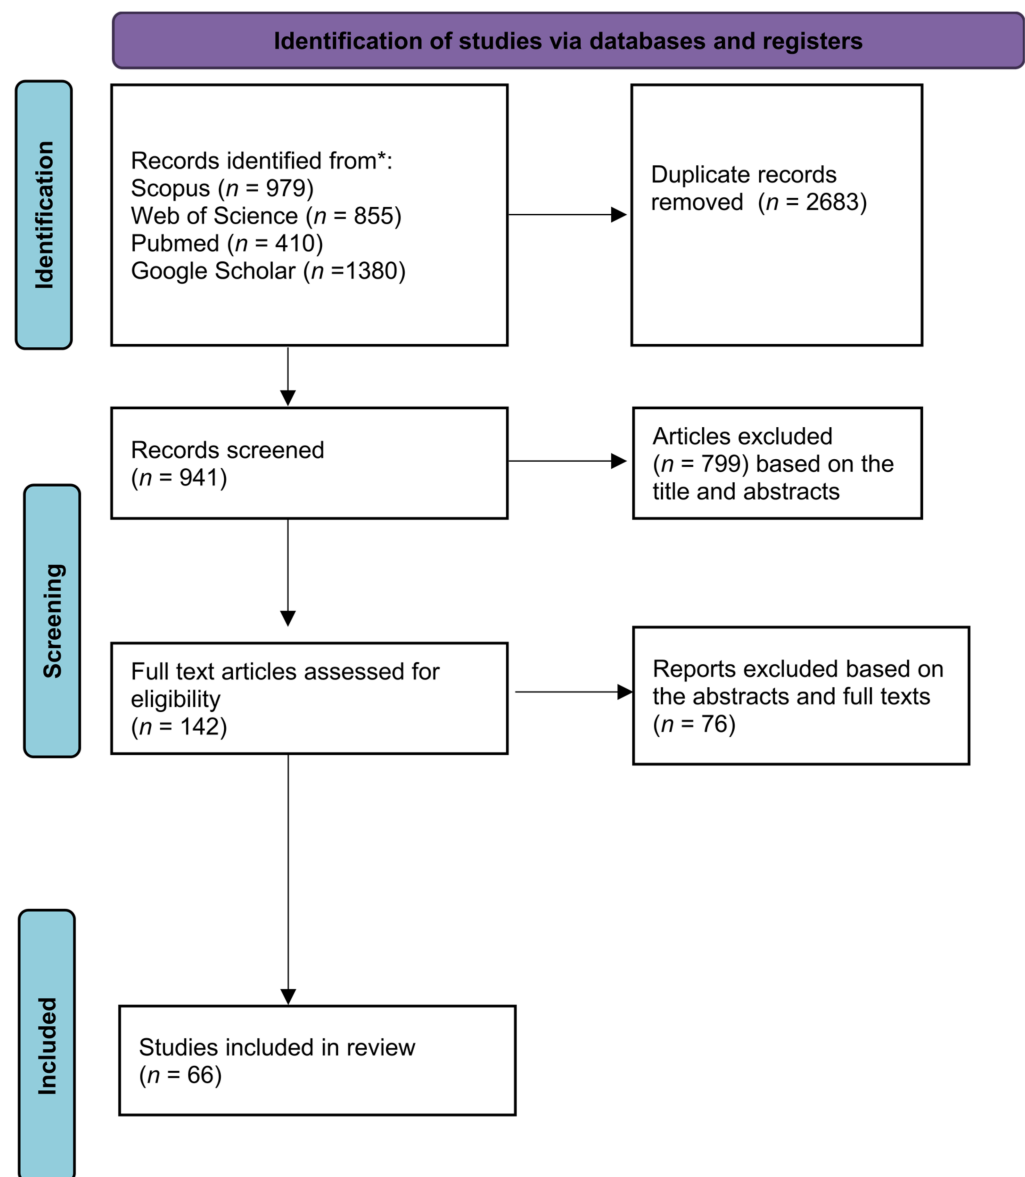 Identification of studies via databases and registers
Identification
Records identified from*:
Scopus (n = 979)
Web of Science (n = 855)
Pubmed (n = 410)
Google Scholar (n =1380)
Duplicate records
removed  (n = 2683)
Screening
Records screened
(n = 941)
Articles excluded
(n = 799) based on the
title and abstracts
Full text articles assessed for
eligibility
(n = 142)
Reports excluded based on
the abstracts and full texts
(n = 76)
Included
Studies included in review
(n = 66)